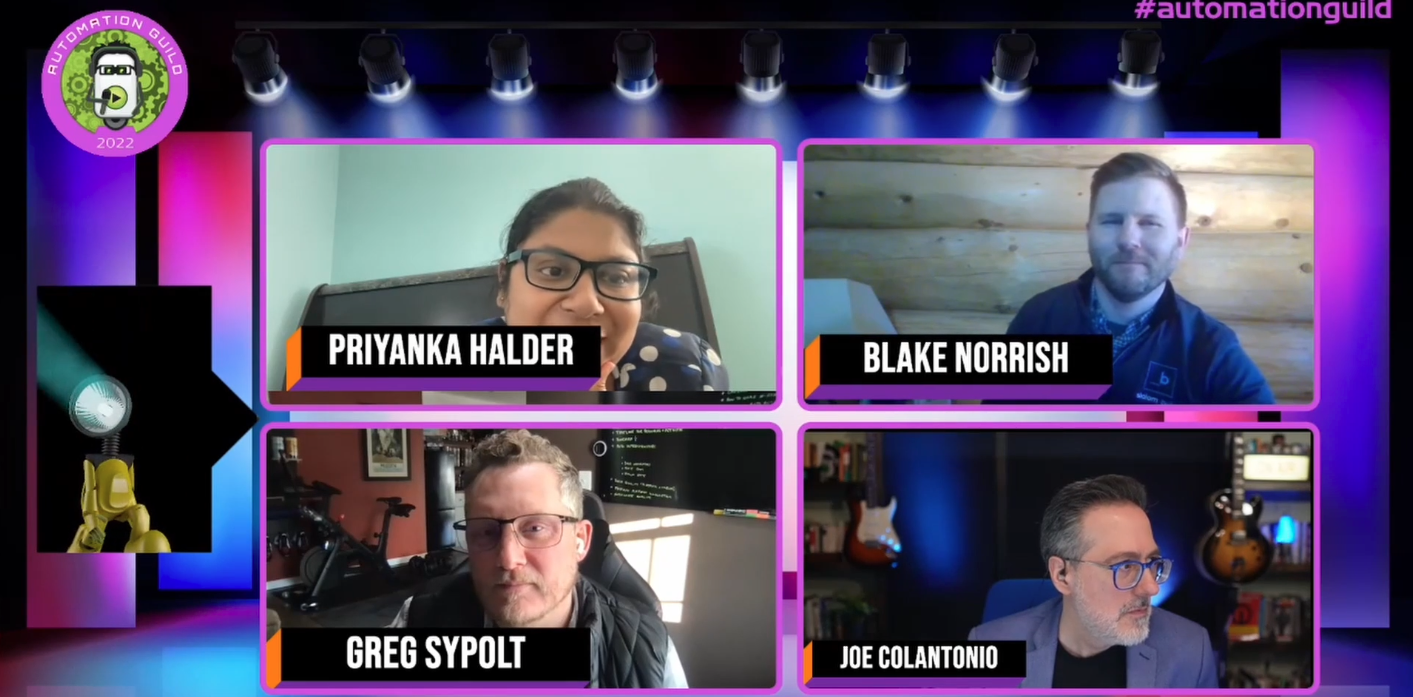 #automationguild
AUTOMATION GUILD
2022
PRIYANKA HALDER
BLAKE NORRISH
GREG SYPOLT
JOE COLANTONIO